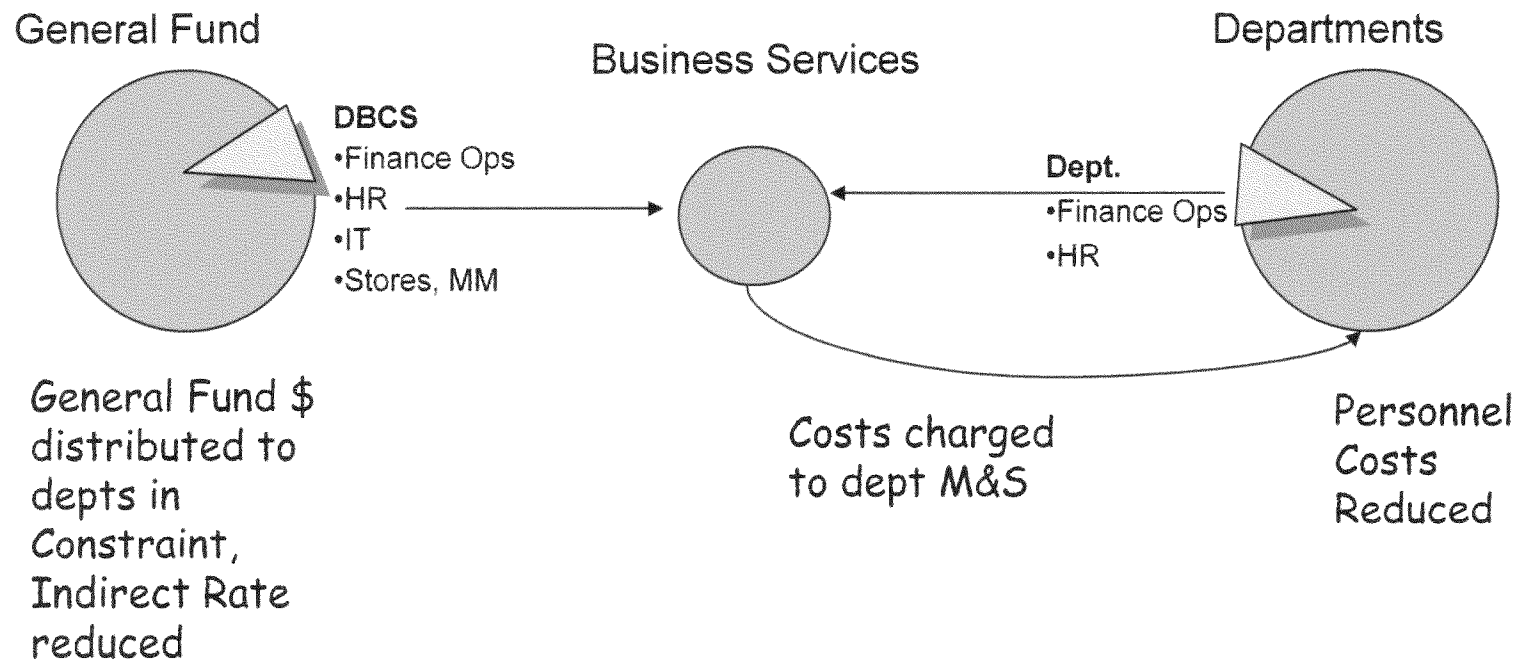 General Fund
Business Services
Departments
DBCS
•Finance Ops
•HR
•IT
•Stores, MM
Dept.
•Finance Ops
•HR
General Fund $
distributed to
depts in
Constraint,
Indirect Rate
reduced
Costs charged
to dept M&S
Personnel
Costs
Reduced